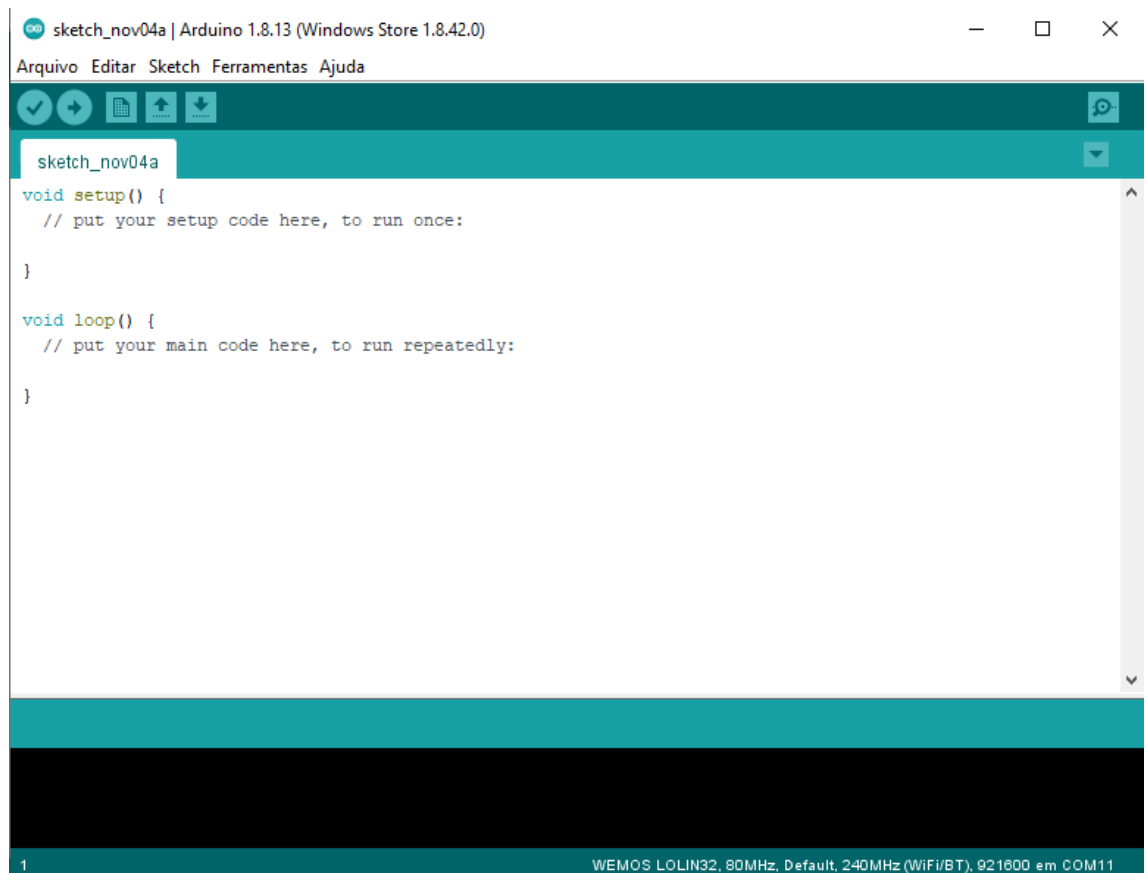 sketch_nov04a | Arduino 1.8.13 (Windows Store 1.8.42.0)
Arquivo Editar Sketch Ferramentas Ajuda
sketch_nov04a
void setup() {
  // put your setup code here, to run once:
}
void loop() {
  // put your main code here, to run repeatedly:
}
1 WEMOS LOLIN32, 80MHz, Default, 240MHz (WiFi/BT), 921600 em COM11